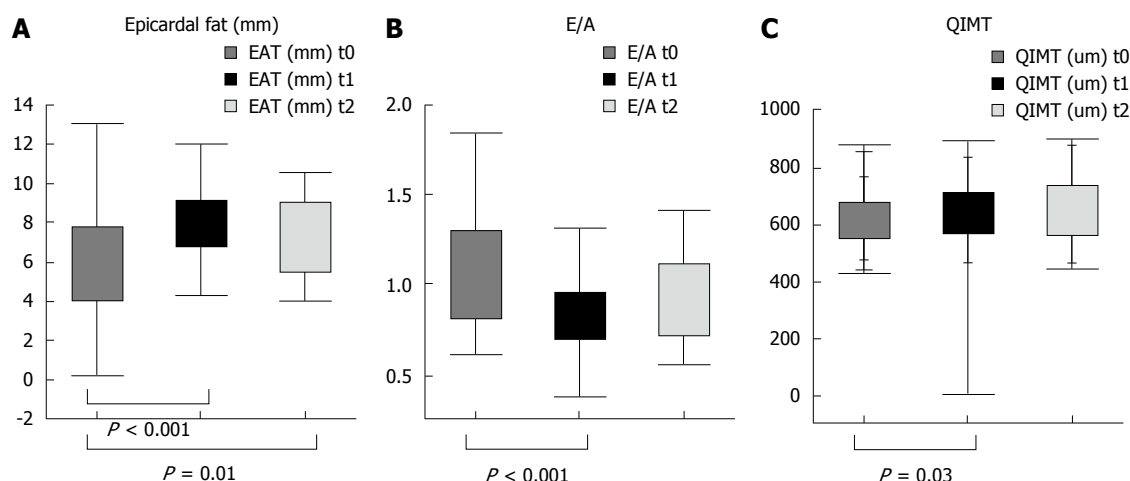 A
Epicardal fat (mm)
EAT (mm) t0
EAT (mm) t1
EAT (mm) t2
14
12
10
8
6
4
2
0
-2
P < 0.001
P = 0.01
B
E/A
E/A t0
E/A t1
E/A t2
2.0
1.5
1.0
0.5
P < 0.001
C
QIMT
QIMT (um) t0
QIMT (um) t1
QIMT (um) t2
1000
800
600
400
200
0
P = 0.03